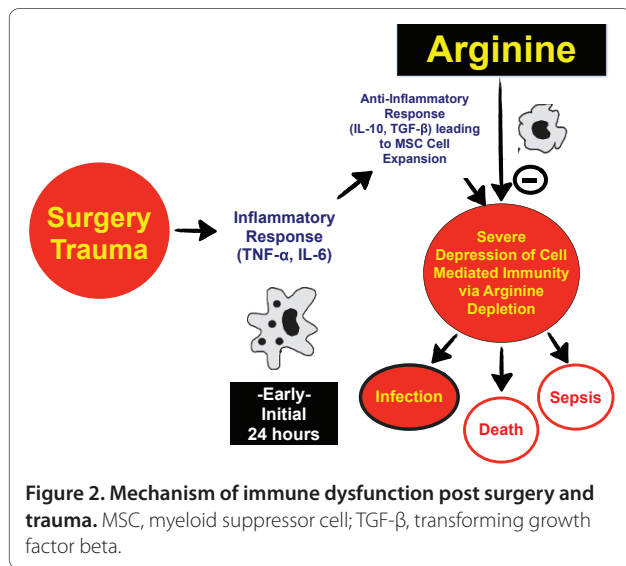 Arginine
Anti-Inflammatory
Response
(IL-10, TGF-β) leading
to MSC Cell
Expansion
Surgery
Trauma
Inflammatory
Response
(TNF-α, IL-6)
Severe
Depression of Cell
Mediated Immunity
via Arginine
Depletion
-Early-
Initial
24 hours
Infection
Death
Sepsis
Figure 2. Mechanism of immune dysfunction post surgery and
trauma. MSC, myeloid suppressor cell; TGF-β, transforming growth
factor beta.